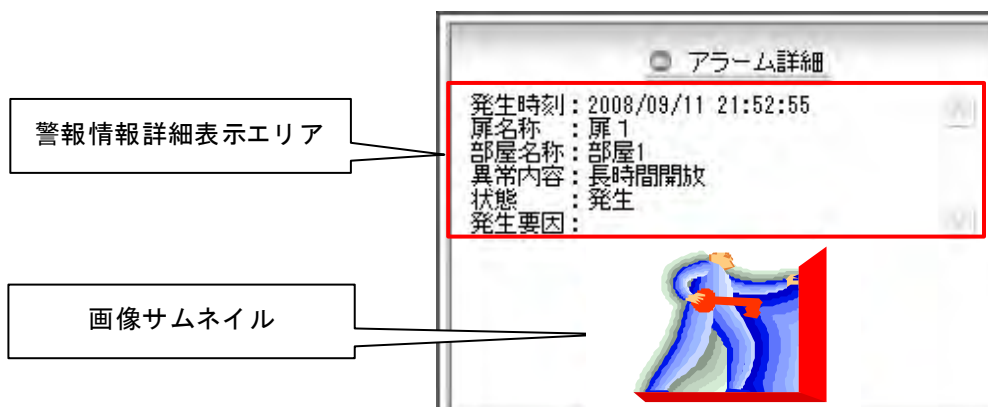 アラーム詳細
警報情報詳細表示エリア
発生時刻：2008/09/11 21:52:55
扉名称　：扉１
部屋名称：部屋1
異常内容：長時間開放
状態　　：発生
発生要因：
画像サムネイル